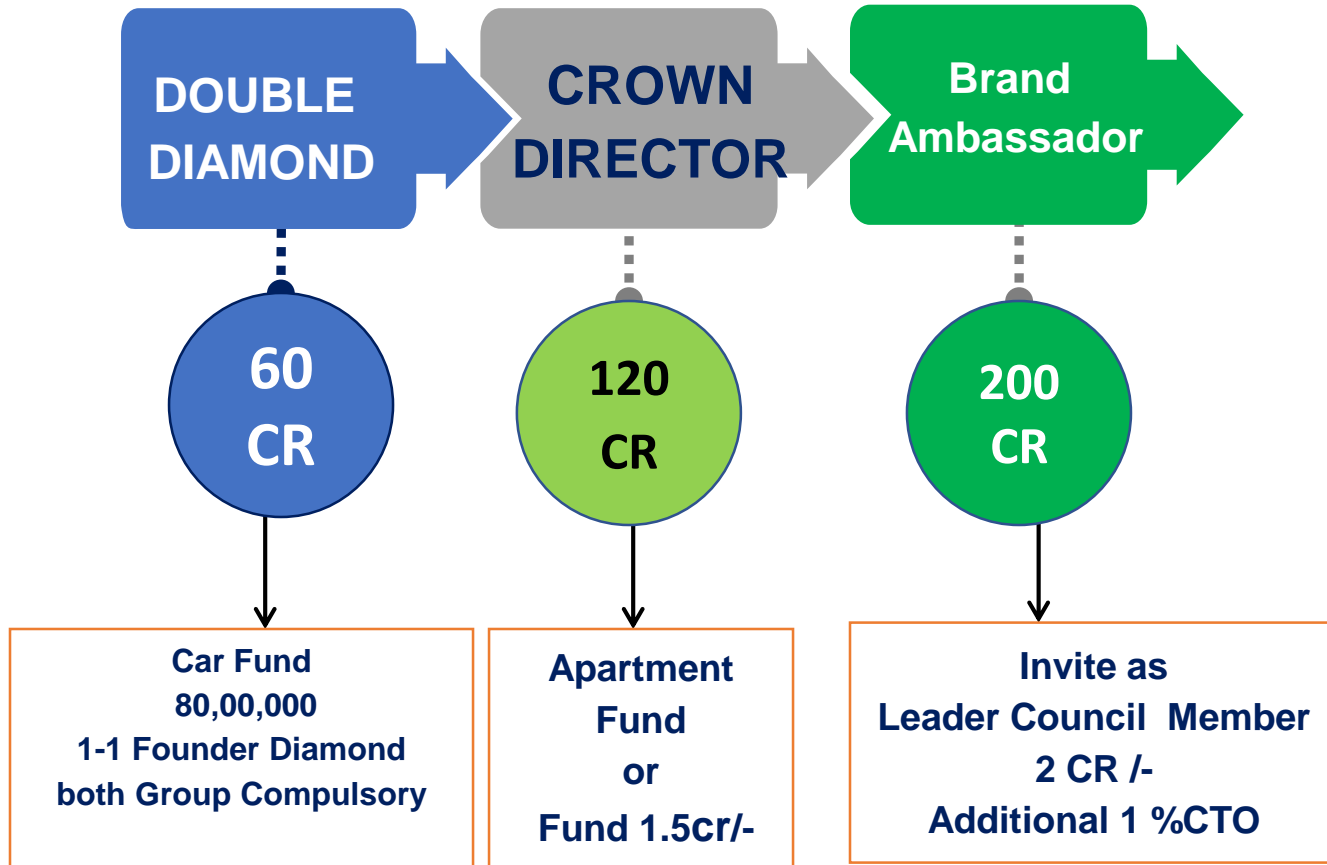 DOUBLE
DIAMOND
CROWN
DIRECTOR
Brand
Ambassador
60
CR
120
CR
200
CR
Car Fund
80,00,000
1-1 Founder Diamond
both Group Compulsory
Apartment
Fund
or
Fund 1.5cr/-
Invite as
Leader Council Member
2 CR /-
Additional 1 %CTO